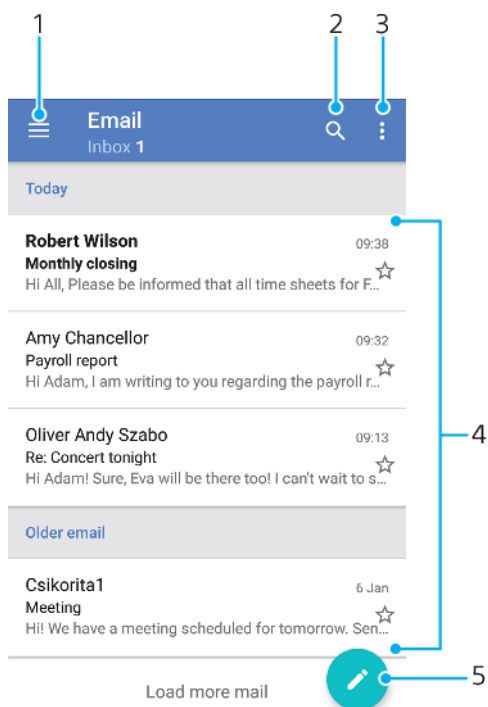 1 2 3
Email
Inbox 1
Today
Robert Wilson 09:38
Monthly closing
Hi All, Please be informed that all time sheets for F...
Amy Chancellor 09:32
Payroll report
Hi Adam, I am writing to you regarding the payroll r...
4
Oliver Andy Szabo 09:13
Re: Concert tonight
Hi Adam! Sure, Eva will be there too! I can't wait to s...
Older email
Csikorita1 6 Jan
Meeting
Hi! We have a meeting scheduled for tomorrow. Sen...
5
Load more mail